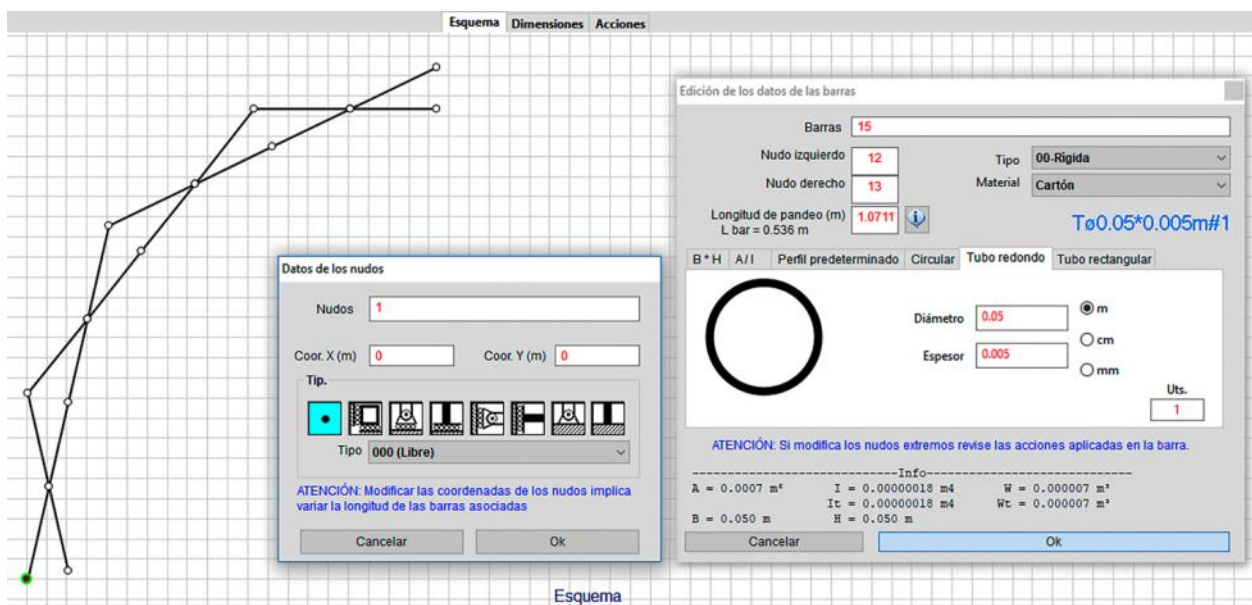 Esquema Dimensiones Acciones
Edición de los datos de las barras
Barras 15
Nudo izquierdo 12 Tipo 00-Rígida
Nudo derecho 13 Material Cartón
Longitud de pandeo (m) 1.0711 Tø0.05*0.005m#1
L bar = 0.536 m
B*H A/I Perfil predeterminado Circular Tubo redondo Tubo rectangular
Diámetro 0.05 m
cm
Espesor 0.005
mm
Uts.
1
ATENCIÓN: Si modifica los nudos extremos revise las acciones aplicadas en la barra.
Info
A = 0.0007 m² I = 0.00000018 m4 W = 0.000007 m³
It = 0.00000018 m4 Wt = 0.000007 m³
B = 0.050 m H = 0.050 m
Cancelar Ok
Datos de los nudos
Nudos 1
Coor. X (m) 0 Coor. Y (m) 0
Tip.
Tipo 000 (Libre)
ATENCIÓN: Modificar las coordenadas de los nudos implica
variar la longitud de las barras asociadas
Cancelar Ok
Esquema